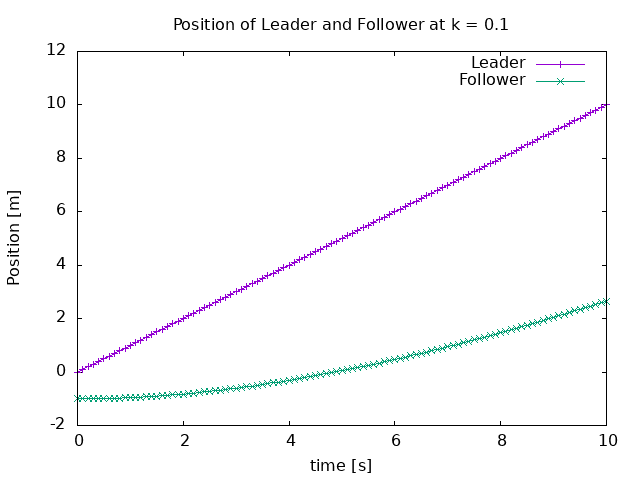 Position of Leader and Follower at k = 0.1
12
10
8
6
4
2
0
-2
Position [m]
Leader
Follower
0 2 4 6 8 10
time [s]